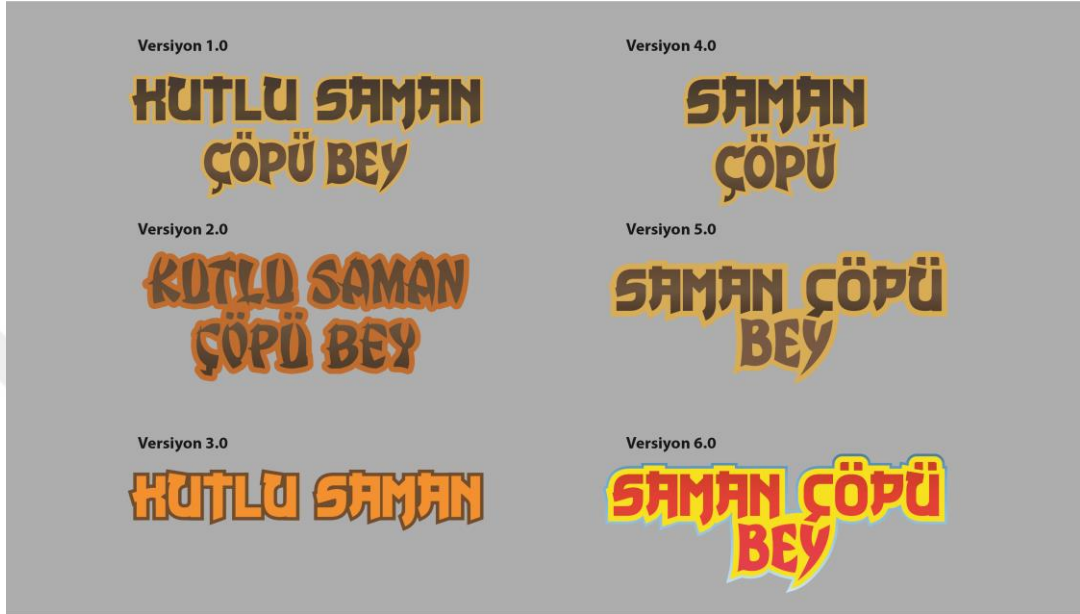 Versiyon 1.0
KUTLU SAMAN
ÇÖPÜ BEY
Versiyon 2.0
KUTLU SAMAN
ÇÖPÜ BEY
Versiyon 3.0
KUTLU SAMAN
Versiyon 4.0
SAMAN
ÇÖPÜ
Versiyon 5.0
SAMAN ÇÖPÜ
BEY
Versiyon 6.0
SAMAN ÇÖPÜ
BEY